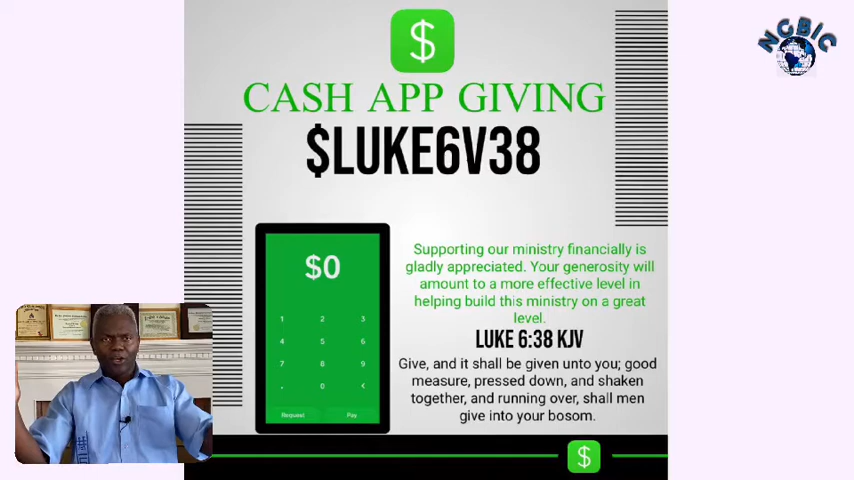 $
NCBIC
CASH APP GIVING
$LUKE6V38
$0
1 2 3
4 5 6
7 8 9
. 0 <
Request Pay
Supporting our ministry financially is
gladly appreciated. Your generosity will
amount to a more effective level in
helping build this ministry on a great
level.
LUKE 6:38 KJV
Give, and it shall be given unto you; good
measure, pressed down, and shaken
together, and running over, shall men
give into your bosom.
$